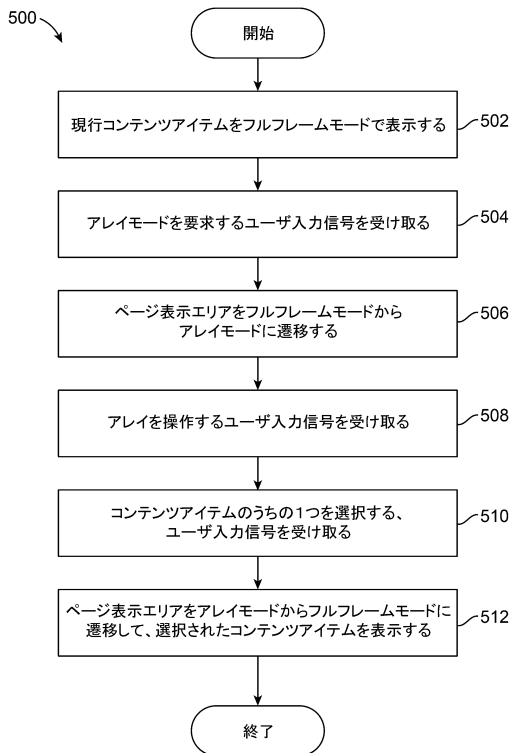 500
開始
現行コンテンツアイテムをフルフレームモードで表示する
502
アレイモードを要求するユーザ入力信号を受け取る
504
ページ表示エリアをフルフレームモードから
アレイモードに遷移する
506
アレイを操作するユーザ入力信号を受け取る
508
コンテンツアイテムのうちの1つを選択する、
ユーザ入力信号を受け取る
510
ページ表示エリアをアレイモードからフルフレームモードに
遷移して、選択されたコンテンツアイテムを表示する
512
終了